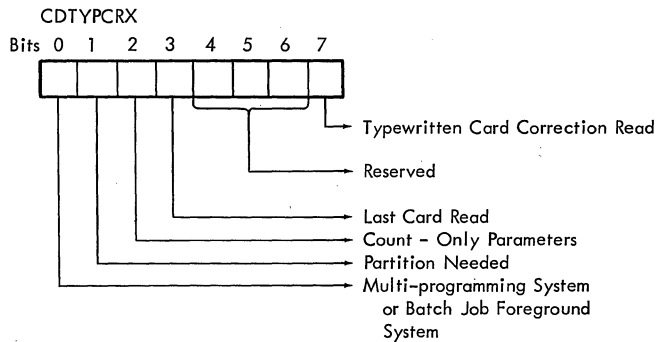 CDTYPCRX
Bits 0 1 2 3 4 5 6 7
Typewritten Card Correction Read
Reserved
Last Card Read
Count - Only Parameters
Partition Needed
Multi-programming System
or Batch Job Foreground
System